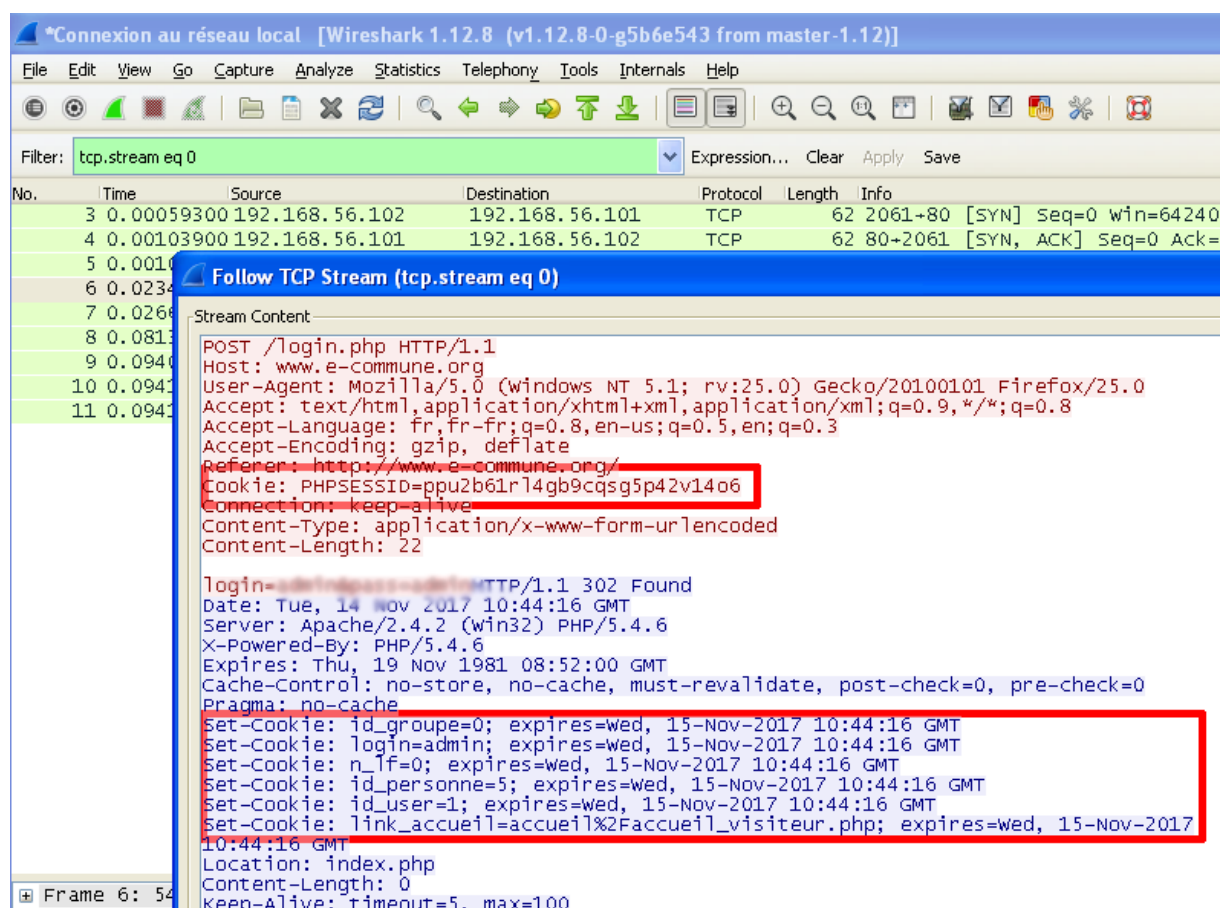 *Connexion au réseau local [Wireshark 1.12.8 (v1.12.8-0-g5b6e543 from master-1.12)]
File Edit View Go Capture Analyze Statistics Telephony Tools Internals Help
Filter: tcp.stream eq 0 Expression... Clear Apply Save
No. Time Source Destination Protocol Length Info
3 0.00059300 192.168.56.102 192.168.56.101 TCP 62 2061→80 [SYN] Seq=0 Win=64240
4 0.00103900 192.168.56.101 192.168.56.102 TCP 62 80→2061 [SYN, ACK] Seq=0 Ack=
5 0.0010
6 0.0234
7 0.0266
8 0.0813
9 0.0940
10 0.0941
11 0.0941
Follow TCP Stream (tcp.stream eq 0)
Stream Content
POST /login.php HTTP/1.1
Host: www.e-commune.org
User-Agent: Mozilla/5.0 (Windows NT 5.1; rv:25.0) Gecko/20100101 Firefox/25.0
Accept: text/html,application/xhtml+xml,application/xml;q=0.9,*/*;q=0.8
Accept-Language: fr,fr-fr;q=0.8,en-us;q=0.5,en;q=0.3
Accept-Encoding: gzip, deflate
Referer: http://www.e-commune.org/
Cookie: PHPSESSID=ppu2b61rl4gb9cqsg5p42v14o6
Connection: keep-alive
Content-Type: application/x-www-form-urlencoded
Content-Length: 22
login= HTTP/1.1 302 Found
Date: Tue, 14 Nov 2017 10:44:16 GMT
Server: Apache/2.4.2 (Win32) PHP/5.4.6
X-Powered-By: PHP/5.4.6
Expires: Thu, 19 Nov 1981 08:52:00 GMT
Cache-Control: no-store, no-cache, must-revalidate, post-check=0, pre-check=0
Pragma: no-cache
Set-Cookie: id_groupe=0; expires=Wed, 15-Nov-2017 10:44:16 GMT
Set-Cookie: login=admin; expires=Wed, 15-Nov-2017 10:44:16 GMT
Set-Cookie: n_lf=0; expires=Wed, 15-Nov-2017 10:44:16 GMT
Set-Cookie: id_personne=5; expires=Wed, 15-Nov-2017 10:44:16 GMT
Set-Cookie: id_user=1; expires=Wed, 15-Nov-2017 10:44:16 GMT
Set-Cookie: link_accueil=accueil%2Faccueil_visiteur.php; expires=Wed, 15-Nov-2017
10:44:16 GMT
Location: index.php
Content-Length: 0
Keep-Alive: timeout=5, max=100
Frame 6: 54